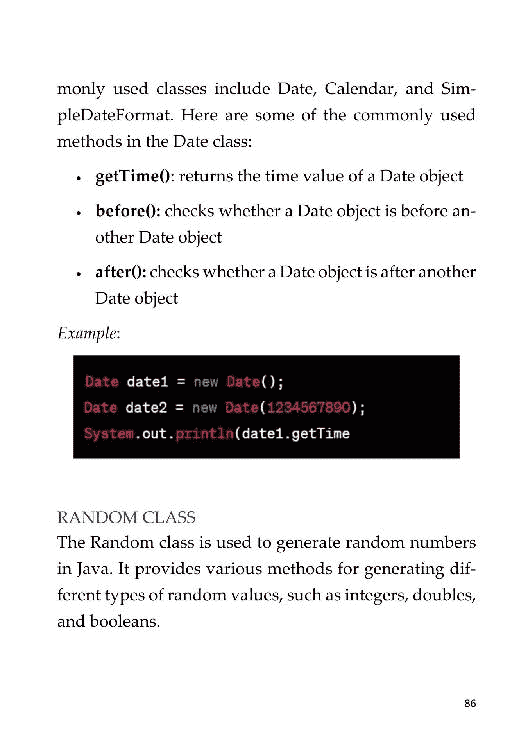 monly used classes include Date, Calendar, and Sim-
pleDateFormat. Here are some of the commonly used
methods in the Date class:
• getTime(): returns the time value of a Date object
• before(): checks whether a Date object is before an-
other Date object
• after(): checks whether a Date object is after another
Date object
Example:
Date date1 = new Date();
Date date2 = new Date(1234567890);
System.out.println(date1.getTime
RANDOM CLASS
The Random class is used to generate random numbers
in Java. It provides various methods for generating dif-
ferent types of random values, such as integers, doubles,
and booleans.
86